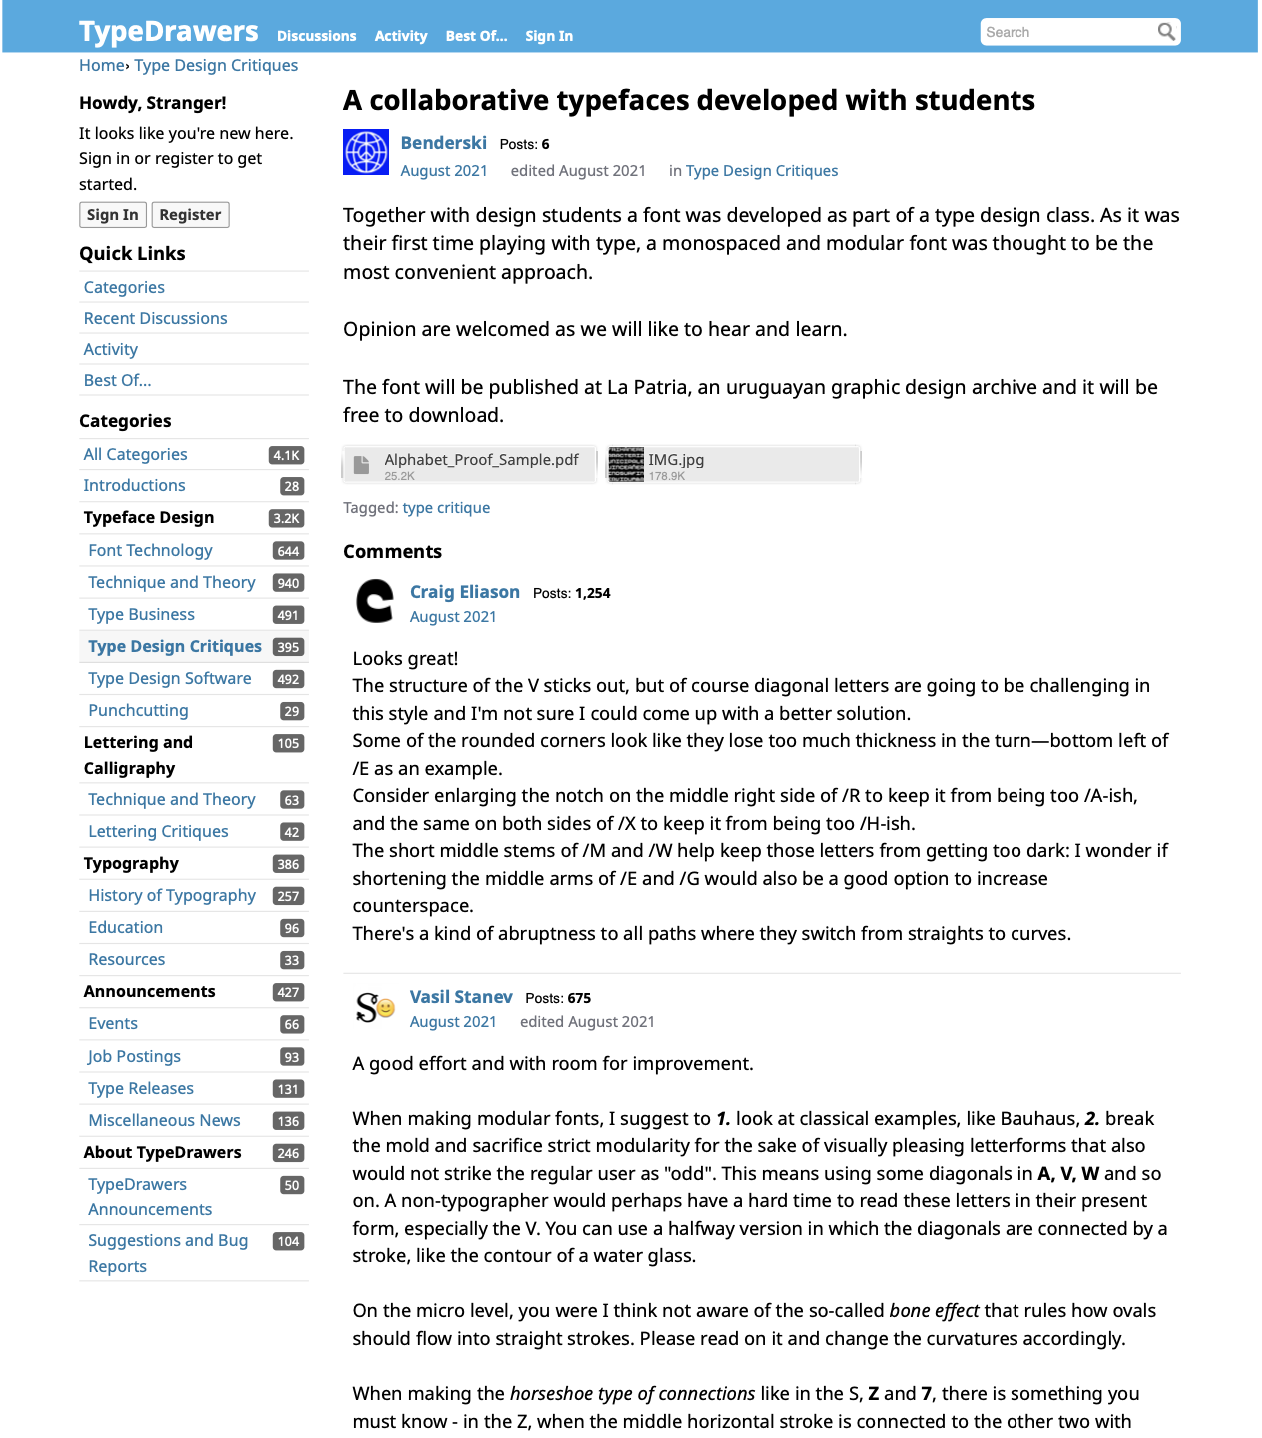 TypeDrawers Discussions Activity Best Of... Sign In Search
Home› Type Design Critiques
Howdy, Stranger!
It looks like you're new here.
Sign in or register to get
started.
Sign In Register
Quick Links
Categories
Recent Discussions
Activity
Best Of...
Categories
All Categories 4.1K
Introductions 28
Typeface Design 3.2K
Font Technology 644
Technique and Theory 940
Type Business 491
Type Design Critiques 395
Type Design Software 492
Punchcutting 29
Lettering and 105
Calligraphy
Technique and Theory 63
Lettering Critiques 42
Typography 386
History of Typography 257
Education 96
Resources 33
Announcements 427
Events 66
Job Postings 93
Type Releases 131
Miscellaneous News 136
About TypeDrawers 246
TypeDrawers 50
Announcements
Suggestions and Bug 104
Reports
A collaborative typefaces developed with students
Benderski Posts: 6
August 2021 edited August 2021 in Type Design Critiques
Together with design students a font was developed as part of a type design class. As it was
their first time playing with type, a monospaced and modular font was thought to be the
most convenient approach.
Opinion are welcomed as we will like to hear and learn.
The font will be published at La Patria, an uruguayan graphic design archive and it will be
free to download.
Alphabet_Proof_Sample.pdf
25.2K
IMG.jpg
178.9K
Tagged: type critique
Comments
Craig Eliason Posts: 1,254
August 2021
Looks great!
The structure of the V sticks out, but of course diagonal letters are going to be challenging in
this style and I'm not sure I could come up with a better solution.
Some of the rounded corners look like they lose too much thickness in the turn—bottom left of
/E as an example.
Consider enlarging the notch on the middle right side of /R to keep it from being too /A-ish,
and the same on both sides of /X to keep it from being too /H-ish.
The short middle stems of /M and /W help keep those letters from getting too dark: I wonder if
shortening the middle arms of /E and /G would also be a good option to increase
counterspace.
There's a kind of abruptness to all paths where they switch from straights to curves.
Vasil Stanev Posts: 675
August 2021 edited August 2021
A good effort and with room for improvement.
When making modular fonts, I suggest to 1. look at classical examples, like Bauhaus, 2. break
the mold and sacrifice strict modularity for the sake of visually pleasing letterforms that also
would not strike the regular user as "odd". This means using some diagonals in A, V, W and so
on. A non-typographer would perhaps have a hard time to read these letters in their present
form, especially the V. You can use a halfway version in which the diagonals are connected by a
stroke, like the contour of a water glass.
On the micro level, you were I think not aware of the so-called bone effect that rules how ovals
should flow into straight strokes. Please read on it and change the curvatures accordingly.
When making the horseshoe type of connections like in the S, Z and 7, there is something you
must know - in the Z, when the middle horizontal stroke is connected to the other two with